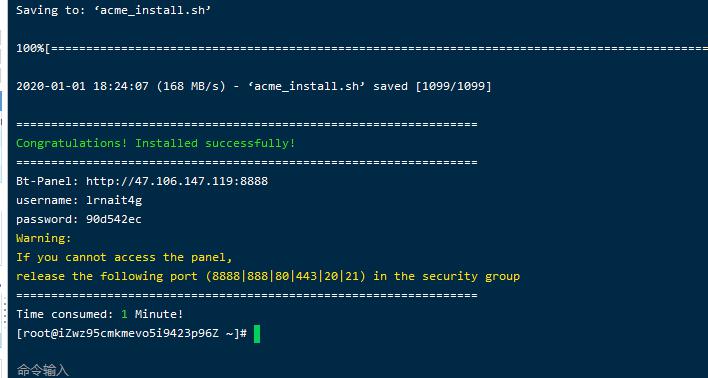 Saving to: ‘acme_install.sh’
100%[==================================================================================================
2020-01-01 18:24:07 (168 MB/s) - ‘acme_install.sh’ saved [1099/1099]
==================================================================
Congratulations! Installed successfully!
==================================================================
Bt-Panel: http://47.106.147.119:8888
username: lrnait4g
password: 90d542ec
Warning:
If you cannot access the panel,
release the following port (8888|888|80|443|20|21) in the security group
==================================================================
Time consumed: 1 Minute!
[root@iZwz95cmkmevo5i9423p96Z ~]#
命令输入